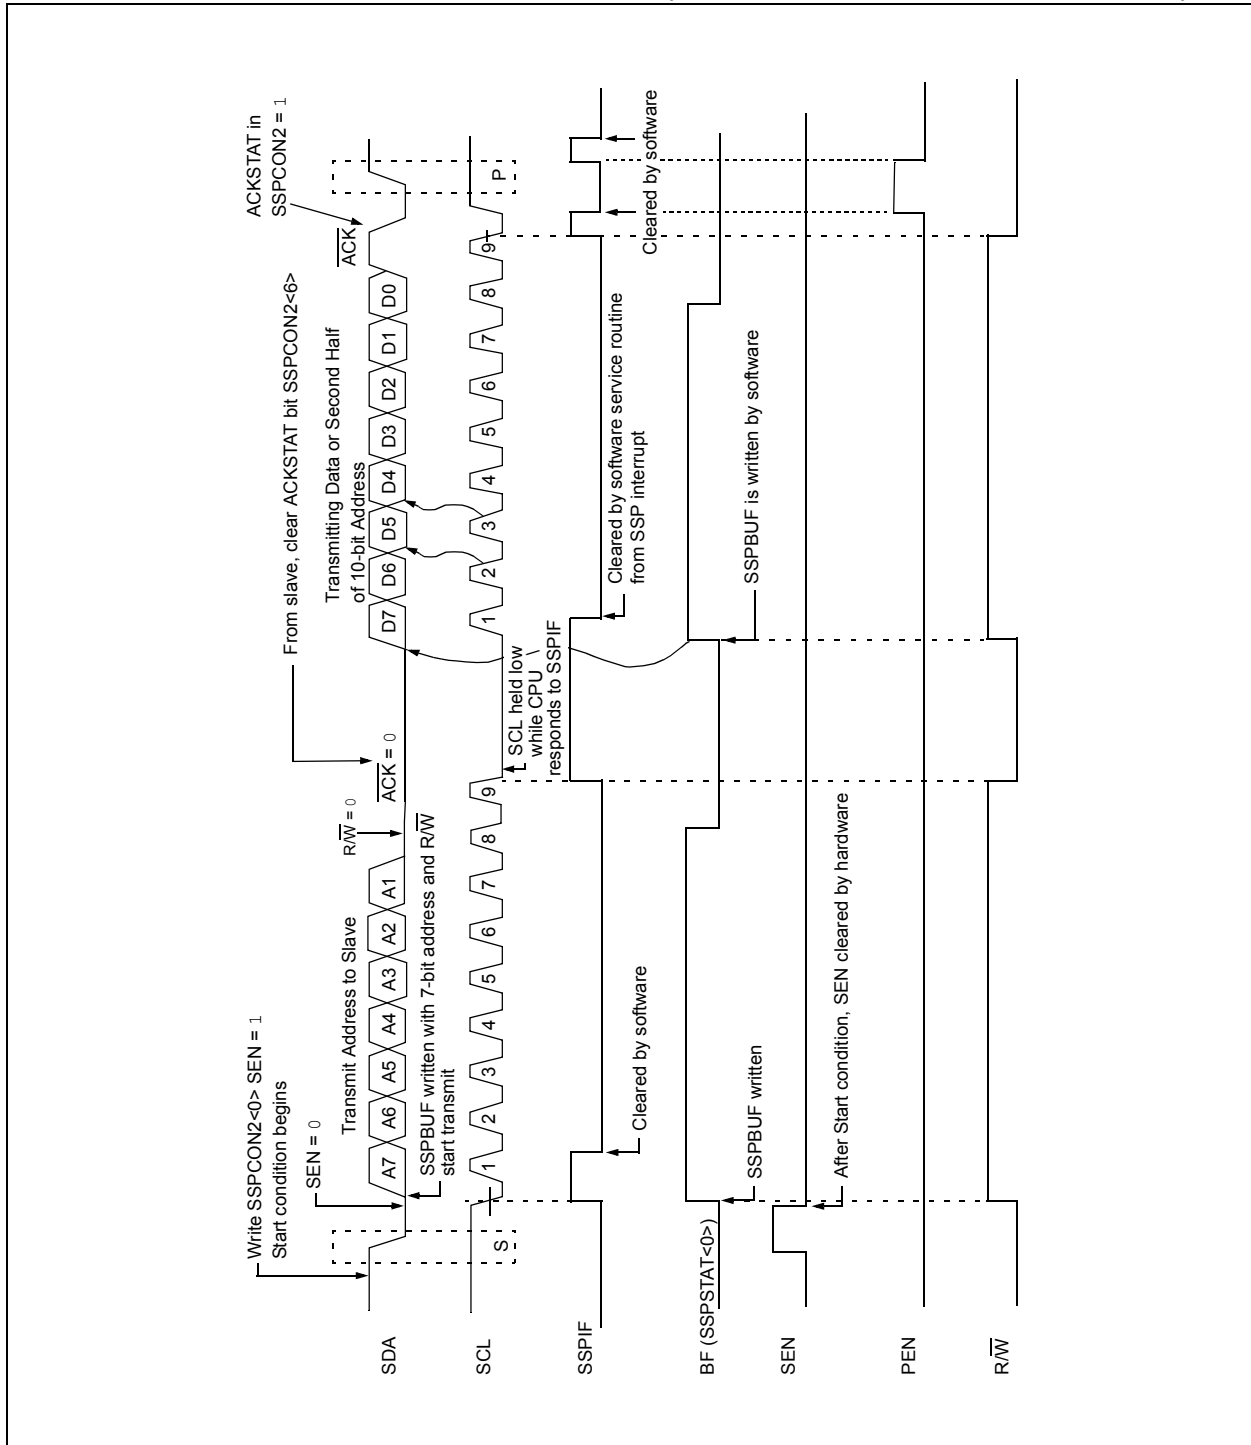 Write SSPCON2<0> SEN = 1
Start condition begins
SEN = 0
Transmit Address to Slave
R/W = 0
From slave, clear ACKSTAT bit SSPCON2<6>
ACK = 0
Transmitting Data or Second Half
of 10-bit Address
ACK
ACKSTAT in
SSPCON2 = 1
SDA
A7 A6 A5 A4 A3 A2 A1
D7 D6 D5 D4 D3 D2 D1 D0
SSPBUF written with 7-bit address and R/W
start transmit
SCL
S
1 2 3 4 5 6 7 8 9
1 2 3 4 5 6 7 8 9
P
SCL held low
while CPU
responds to SSPIF
SSPIF
Cleared by software
Cleared by software service routine
from SSP interrupt
Cleared by software
Cleared by software
BF (SSPSTAT<0>)
SSPBUF written
SSPBUF is written by software
SEN
After Start condition, SEN cleared by hardware
PEN
R/W